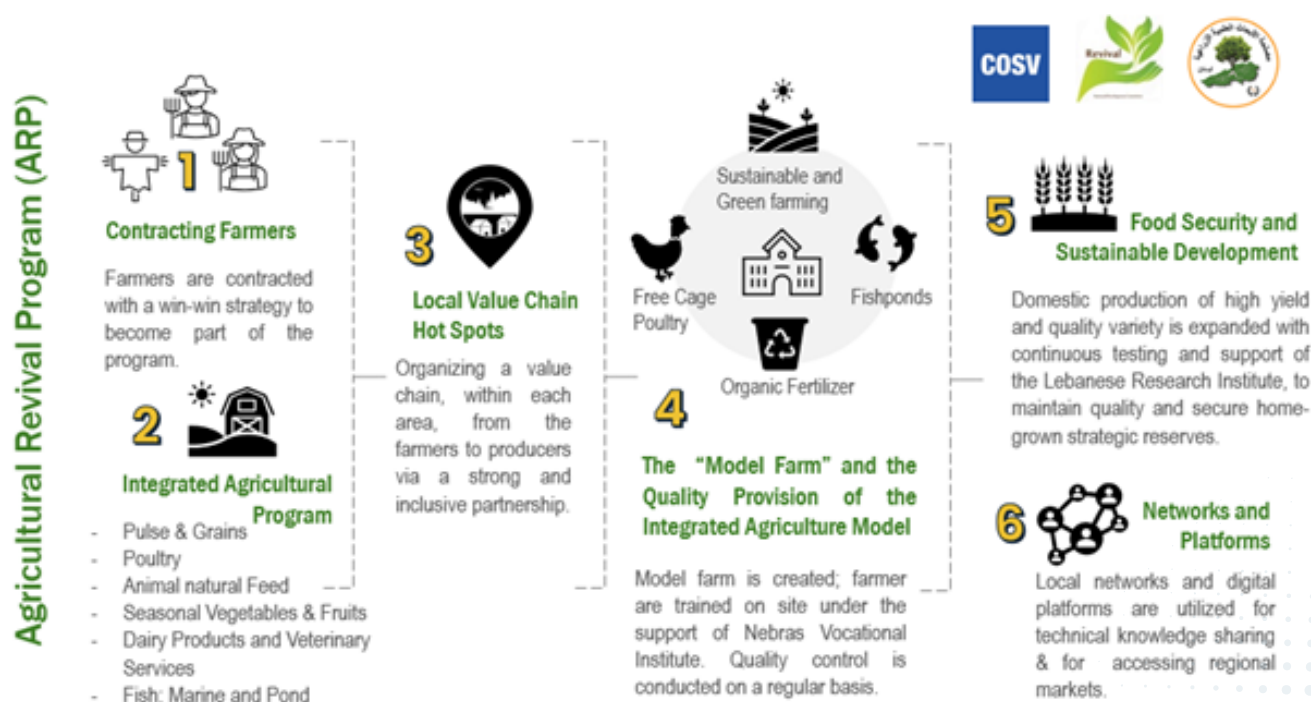 Agricultural Revival Program (ARP)
COSV
Revival
1
Contracting Farmers
Farmers are contracted
with a win-win strategy to
become part of the
program.
2
Integrated Agricultural
Program
- Pulse & Grains
- Poultry
- Animal natural Feed
- Seasonal Vegetables & Fruits
- Dairy Products and Veterinary
Services
- Fish: Marine and Pond
3
Local Value Chain
Hot Spots
Organizing a value
chain, within each
area, from the
farmers to producers
via a strong and
inclusive partnership.
Sustainable and
Green farming
Free Cage
Poultry
Fishponds
Organic Fertilizer
4
The "Model Farm" and the
Quality Provision of the
Integrated Agriculture Model
Model farm is created; farmer
are trained on site under the
support of Nebras Vocational
Institute. Quality control is
conducted on a regular basis.
5
Food Security and
Sustainable Development
Domestic production of high yield
and quality variety is expanded with
continuous testing and support of
the Lebanese Research Institute, to
maintain quality and secure home-
grown strategic reserves.
6
Networks and
Platforms
Local networks and digital
platforms are utilized for
technical knowledge sharing
& for accessing regional
markets.